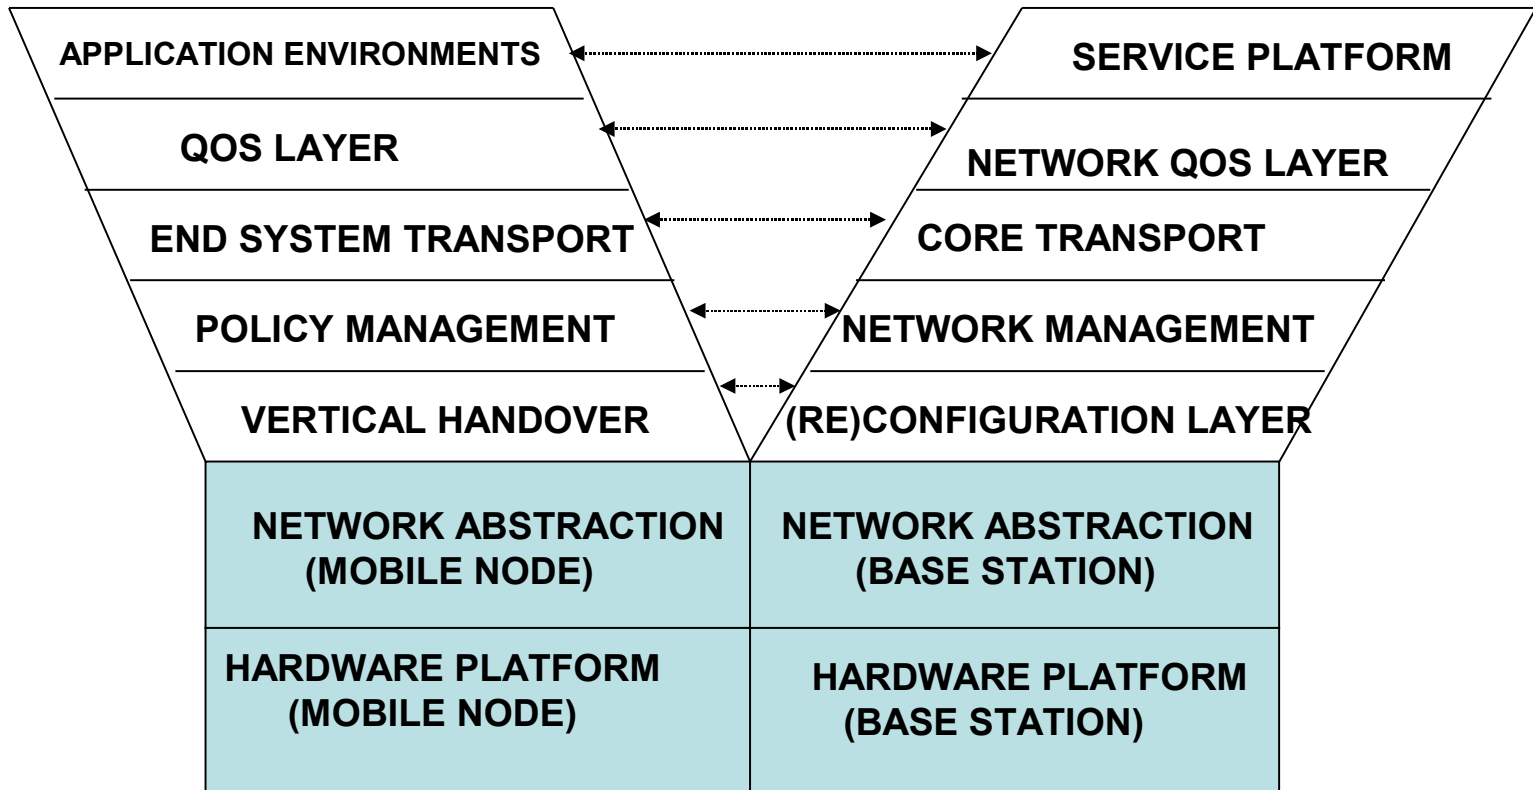 APPLICATION ENVIRONMENTS
SERVICE PLATFORM
QOS LAYER
NETWORK QOS LAYER
END SYSTEM TRANSPORT
CORE TRANSPORT
POLICY MANAGEMENT
NETWORK MANAGEMENT
VERTICAL HANDOVER
(RE)CONFIGURATION LAYER
NETWORK ABSTRACTION
(MOBILE NODE)
NETWORK ABSTRACTION
(BASE STATION)
HARDWARE PLATFORM
(MOBILE NODE)
HARDWARE PLATFORM
(BASE STATION)